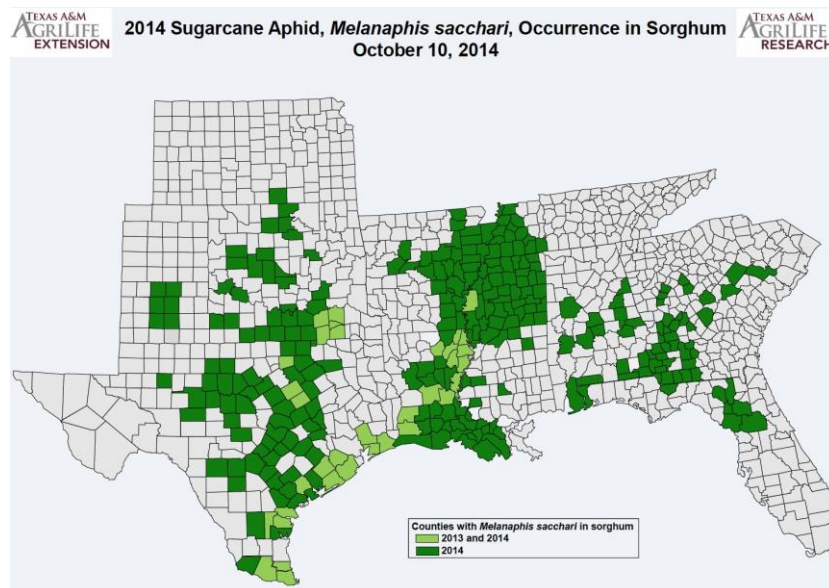 TEXAS A&M
AGRILIFE
EXTENSION
2014 Sugarcane Aphid, Melanaphis sacchari, Occurrence in Sorghum
October 10, 2014
TEXAS A&M
AGRILIFE
RESEARCH
Counties with Melanaphis sacchari in sorghum
2013 and 2014
2014